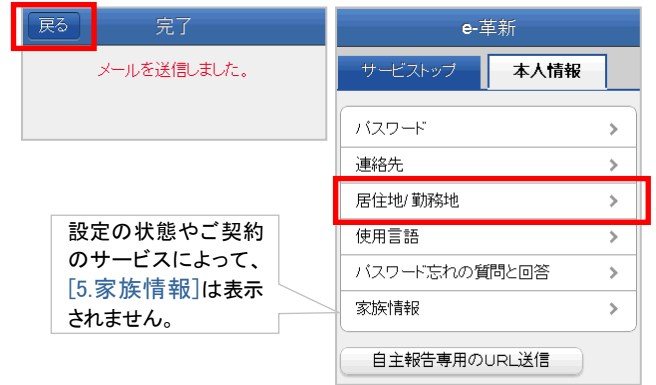 戻る
完了
メールを送信しました。
e-革新
サービストップ
本人情報
パスワード
連絡先
居住地/勤務地
使用言語
パスワード忘れの質問と回答
家族情報
自主報告専用のURL送信
設定の状態やご契約
のサービスによって、
[5.家族情報]は表示
されません。